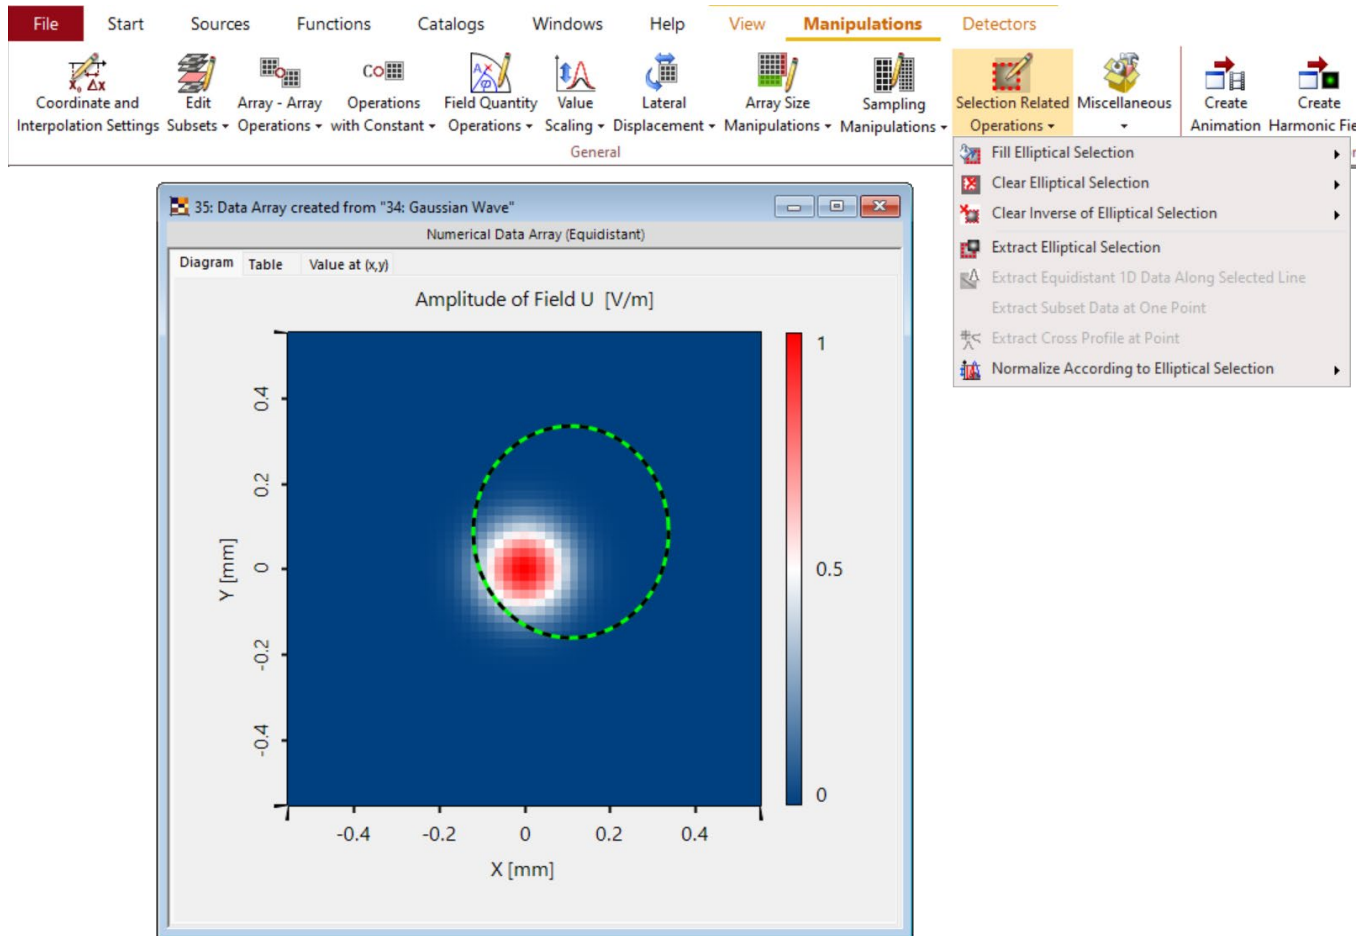 File Start Sources Functions Catalogs Windows Help View Manipulations Detectors
x₀ Δx
Coordinate and
Interpolation Settings
Edit
Subsets
Array - Array
Operations
CO
Operations
with Constant
Field Quantity
Operations
Value
Scaling
Lateral
Displacement
Array Size
Manipulations
Sampling
Manipulations
Selection Related
Operations
Miscellaneous
Create
Animation
Create
Harmonic Fie
General
Fill Elliptical Selection
Clear Elliptical Selection
Clear Inverse of Elliptical Selection
Extract Elliptical Selection
Extract Equidistant 1D Data Along Selected Line
Extract Subset Data at One Point
Extract Cross Profile at Point
Normalize According to Elliptical Selection
35: Data Array created from "34: Gaussian Wave"
Numerical Data Array (Equidistant)
Diagram Table Value at (x,y)
Amplitude of Field U [V/m]
1
0.5
0
0.4
0.2
0
-0.2
-0.4
Y [mm]
-0.4 -0.2 0 0.2 0.4
X [mm]